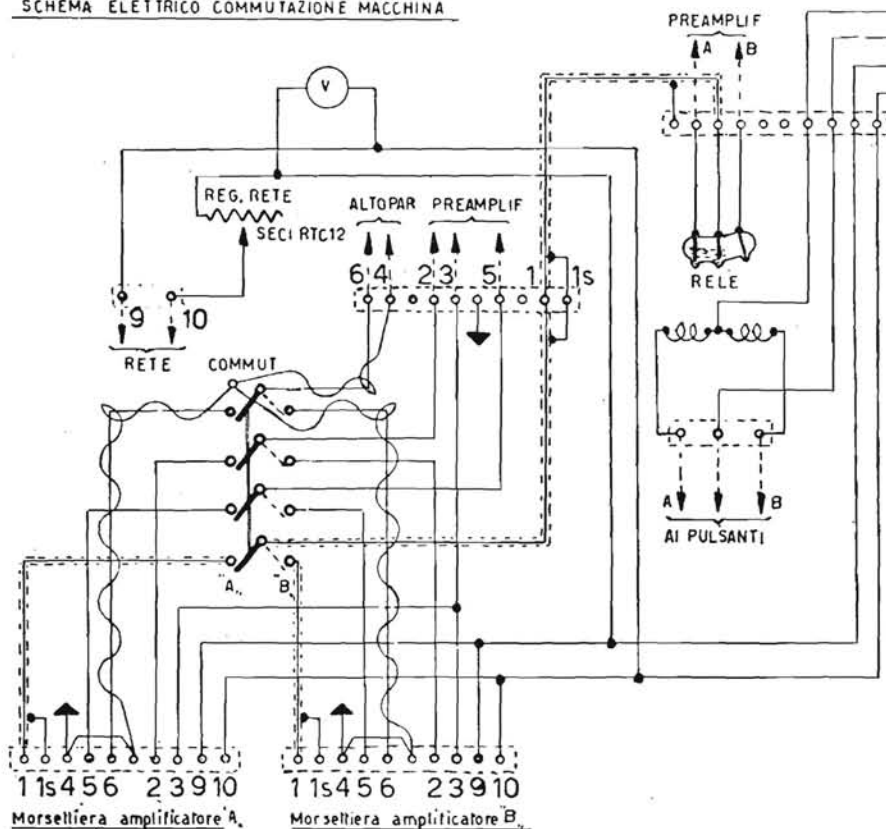 SCHEMA ELETTRICO COMMUTAZIONE MACCHINA
PREAMPLIF
A B
V
REG. RETE
SECI RTC12
ALTOPAR PREAMPLIF
6 4 2 3 5 1 1s
RELE
9 10
RETE
COMMUT
A B
AI PULSANTI
"A„ "B„
1 1s 4 5 6 2 3 9 10
1 1s 4 5 6 2 3 9 10
Morsettiera amplificatore "A„
Morsettiera amplificatore "B„